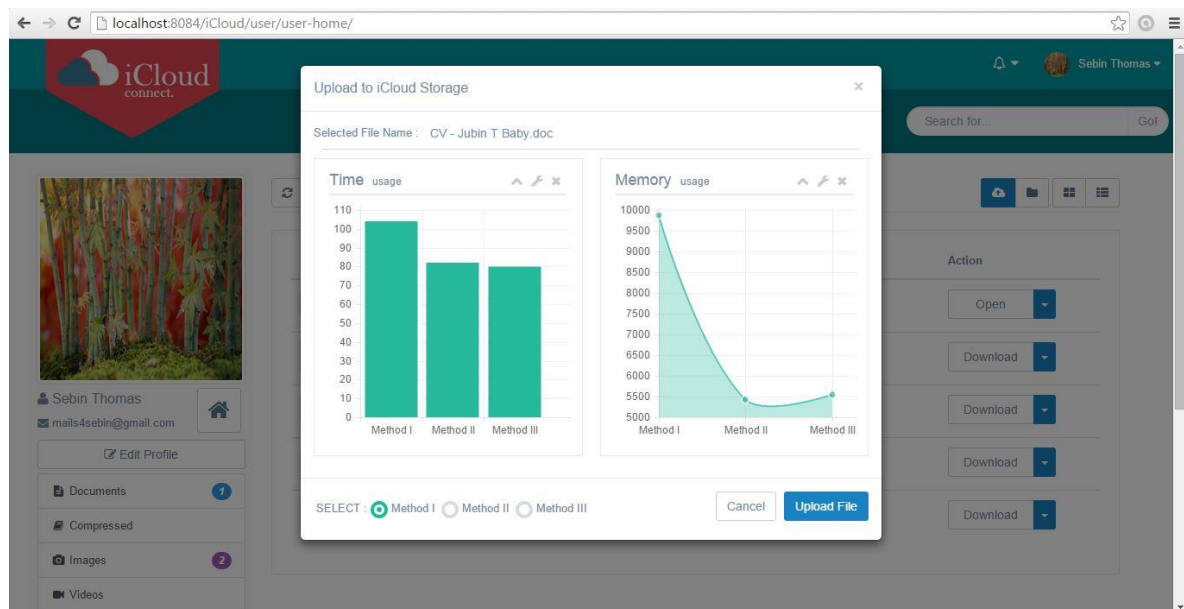 localhost:8084/iCloud/user/user-home/
iCloud
connect.
Sebin Thomas
Search for...
Go!
Upload to iCloud Storage
×
Selected File Name : CV - Jubin T Baby.doc
Time usage
110
100
90
80
70
60
50
40
30
20
10
0
Method I Method II Method III
Memory usage
10000
9500
9000
8500
8000
7500
7000
6500
6000
5500
5000
Method I Method II Method III
SELECT : Method I Method II Method III
Cancel
Upload File
Action
Open
Download
Download
Download
Download
Sebin Thomas
mails4sebin@gmail.com
Edit Profile
Documents 1
Compressed
Images 2
Videos